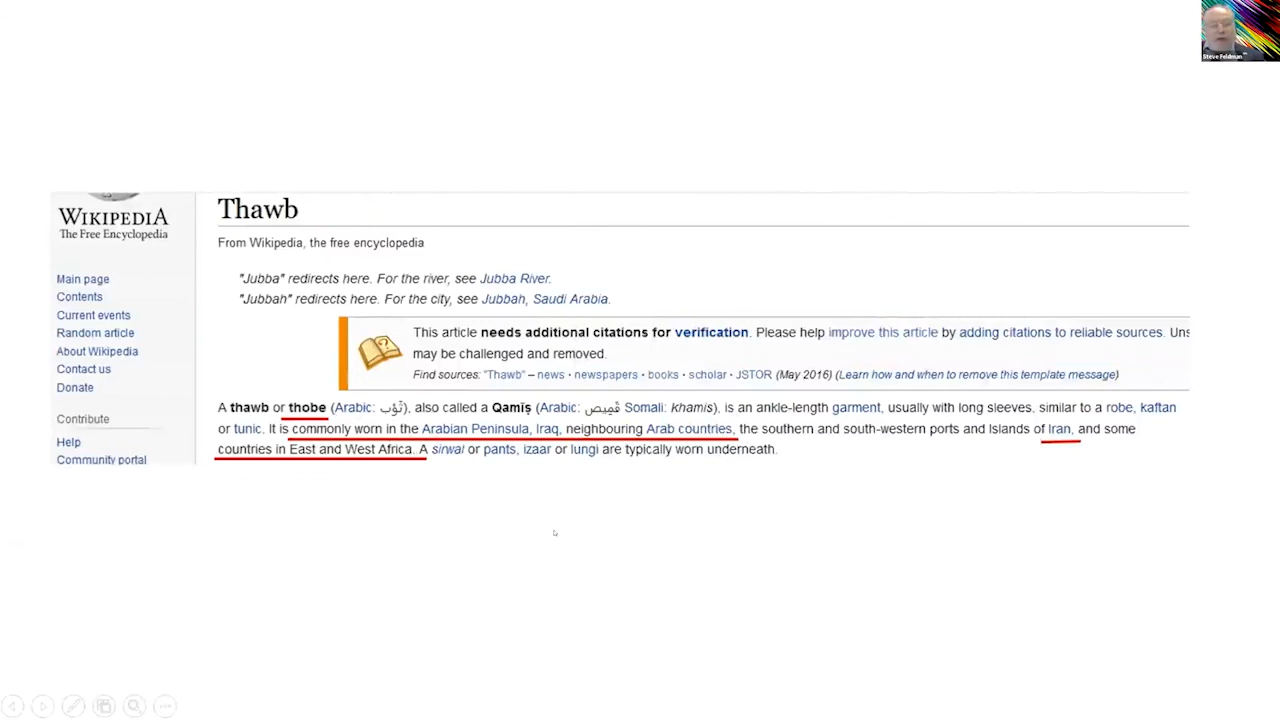 Steve Feldman
WIKIPEDIA
The Free Encyclopedia
Main page
Contents
Current events
Random article
About Wikipedia
Contact us
Donate
Contribute
Help
Community portal
Thawb
From Wikipedia, the free encyclopedia
"Jubba" redirects here. For the river, see Jubba River.
"Jubbah" redirects here. For the city, see Jubbah, Saudi Arabia.
This article needs additional citations for verification. Please help improve this article by adding citations to reliable sources. Uns
may be challenged and removed.
Find sources: "Thawb" – news · newspapers · books · scholar · JSTOR (May 2016) (Learn how and when to remove this template message)
A thawb or thobe (Arabic: ثَوْب), also called a Qamīṣ (Arabic: قَمِيص Somali: khamis), is an ankle-length garment, usually with long sleeves, similar to a robe, kaftan
or tunic. It is commonly worn in the Arabian Peninsula, Iraq, neighbouring Arab countries, the southern and south-western ports and Islands of Iran, and some
countries in East and West Africa. A sirwal or pants, izaar or lungi are typically worn underneath.